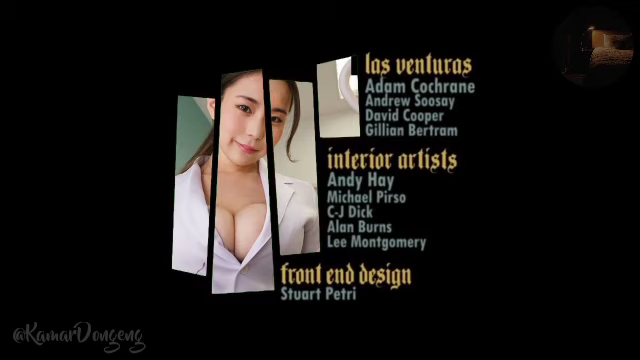 las venturas
Adam Cochrane
Andrew Soosay
David Cooper
Gillian Bertram
interior artists
Andy Hay
Michael Pirso
C-J Dick
Alan Burns
Lee Montgomery
front end design
Stuart Petri
@KamarDongeng